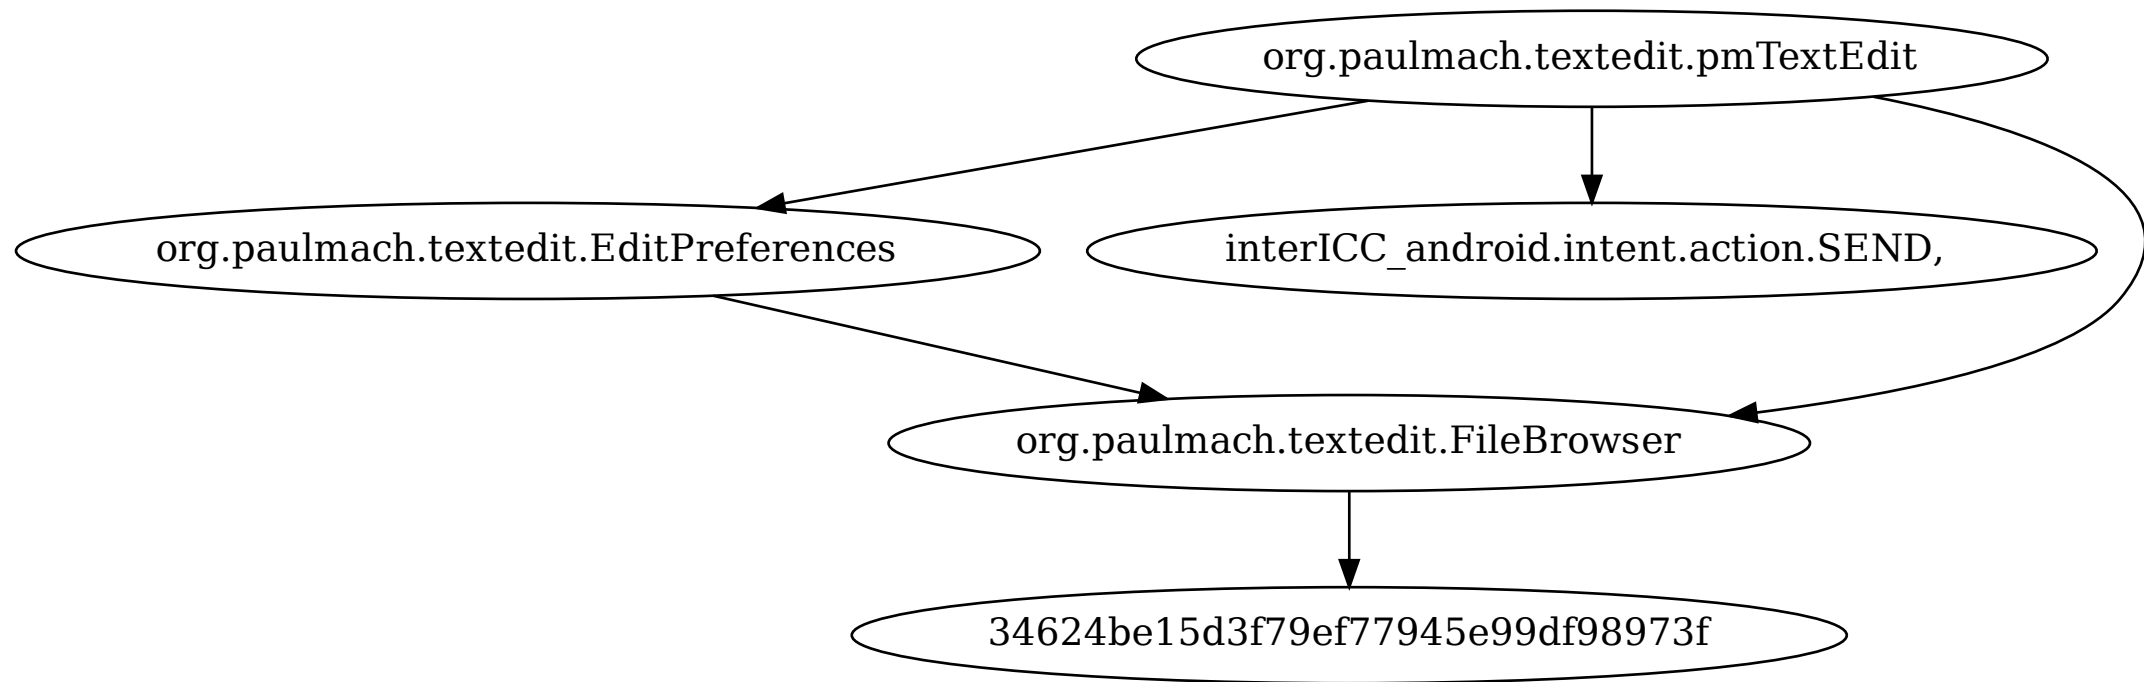 org.paulmach.textedit.pmTextEdit
org.paulmach.textedit.EditPreferences
interICC_android.intent.action.SEND,
org.paulmach.textedit.FileBrowser
34624be15d3f79ef77945e99df98973f